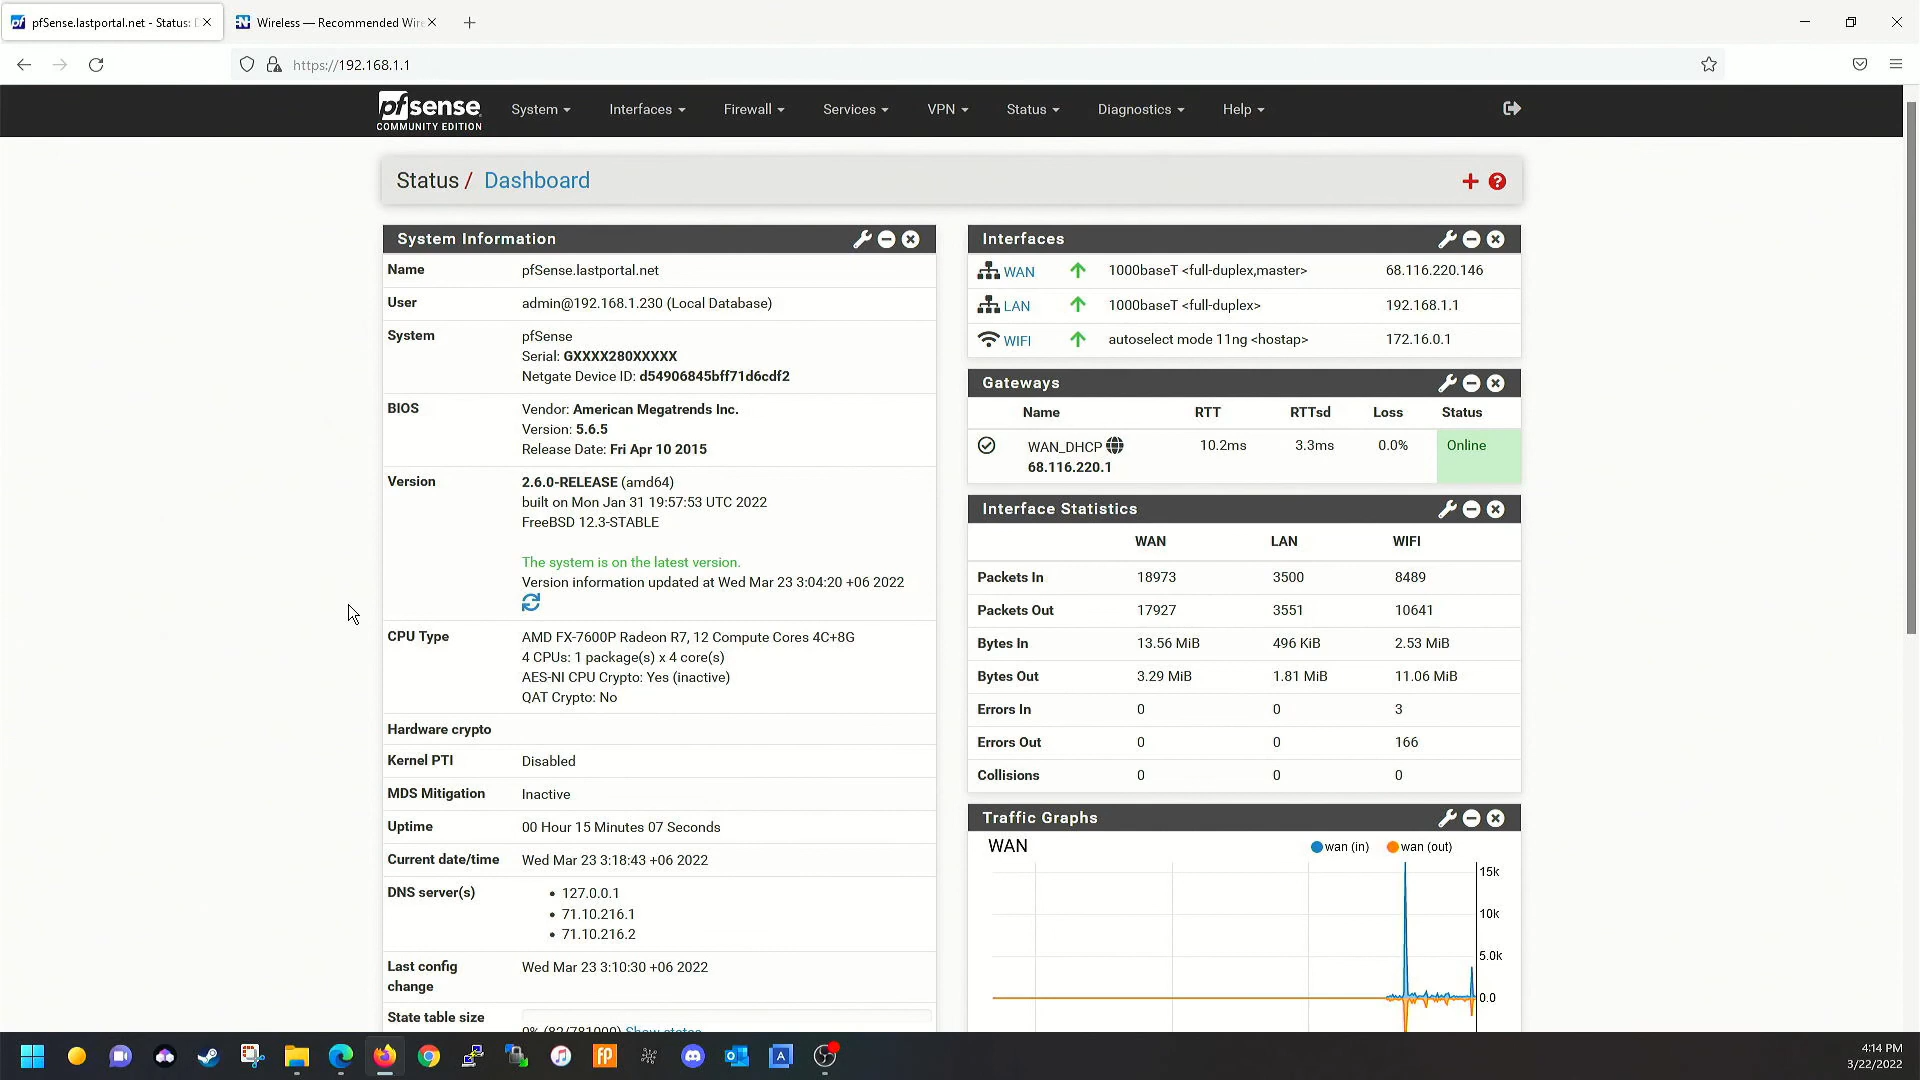 pfSense.lastportal.net - Status:
Wireless — Recommended Wir
https://192.168.1.1
pfsense
COMMUNITY EDITION
System
Interfaces
Firewall
Services
VPN
Status
Diagnostics
Help
Status / Dashboard
System Information
Name
pfSense.lastportal.net
User
admin@192.168.1.230 (Local Database)
System
pfSense
Serial: GXXXX280XXXXX
Netgate Device ID: d54906845bff71d6cdf2
BIOS
Vendor: American Megatrends Inc.
Version: 5.6.5
Release Date: Fri Apr 10 2015
Version
2.6.0-RELEASE (amd64)
built on Mon Jan 31 19:57:53 UTC 2022
FreeBSD 12.3-STABLE
The system is on the latest version.
Version information updated at Wed Mar 23 3:04:20 +06 2022
CPU Type
AMD FX-7600P Radeon R7, 12 Compute Cores 4C+8G
4 CPUs: 1 package(s) x 4 core(s)
AES-NI CPU Crypto: Yes (inactive)
QAT Crypto: No
Hardware crypto
Kernel PTI
Disabled
MDS Mitigation
Inactive
Uptime
00 Hour 15 Minutes 07 Seconds
Current date/time
Wed Mar 23 3:18:43 +06 2022
DNS server(s)
127.0.0.1
71.10.216.1
71.10.216.2
Last config
change
Wed Mar 23 3:10:30 +06 2022
State table size
0% (82/781000) Show states
Interfaces
WAN 1000baseT <full-duplex,master> 68.116.220.146
LAN 1000baseT <full-duplex> 192.168.1.1
WIFI autoselect mode 11ng <hostap> 172.16.0.1
Gateways
Name RTT RTTsd Loss Status
WAN_DHCP 10.2ms 3.3ms 0.0% Online
68.116.220.1
Interface Statistics
WAN LAN WIFI
Packets In 18973 3500 8489
Packets Out 17927 3551 10641
Bytes In 13.56 MiB 496 KiB 2.53 MiB
Bytes Out 3.29 MiB 1.81 MiB 11.06 MiB
Errors In 0 0 3
Errors Out 0 0 166
Collisions 0 0 0
Traffic Graphs
WAN
wan (in) wan (out)
15k
10k
5.0k
0.0
4:14 PM
3/22/2022